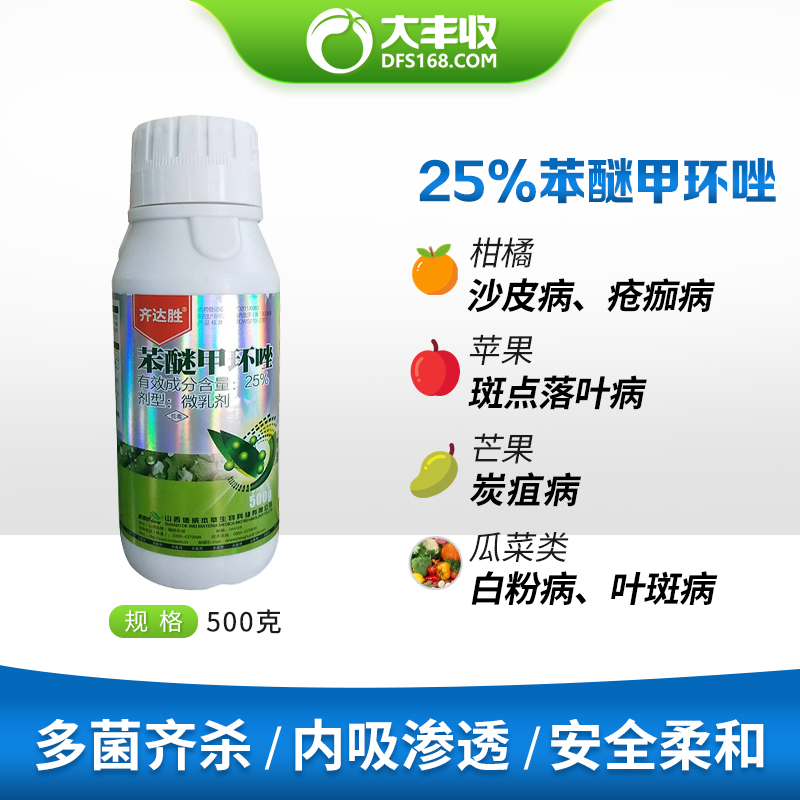 大丰收
DFS168.COM
25%苯醚甲环唑
柑橘
沙皮病、疮痂病
苹果
斑点落叶病
芒果
炭疽病
瓜菜类
白粉病、叶斑病
齐达胜®
苯醚甲环唑
有效成分含量：25%
剂型：微乳剂
低毒
500g
规格 500克
多菌齐杀/内吸渗透/安全柔和